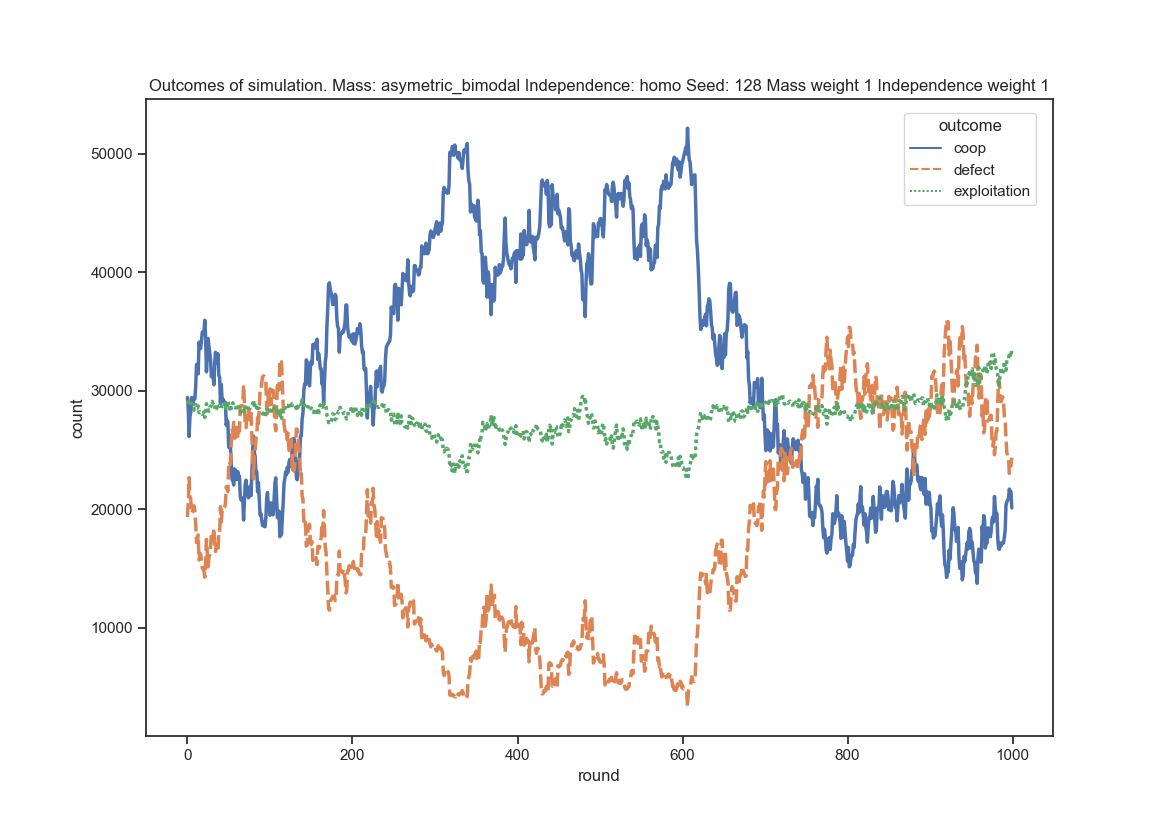 Outcomes of simulation. Mass: asymetric_bimodal Independence: homo Seed: 128 Mass weight 1 Independence weight 1
outcome
coop
defect
exploitation
50000
40000
30000
20000
10000
count
0 200 400 600 800 1000
round